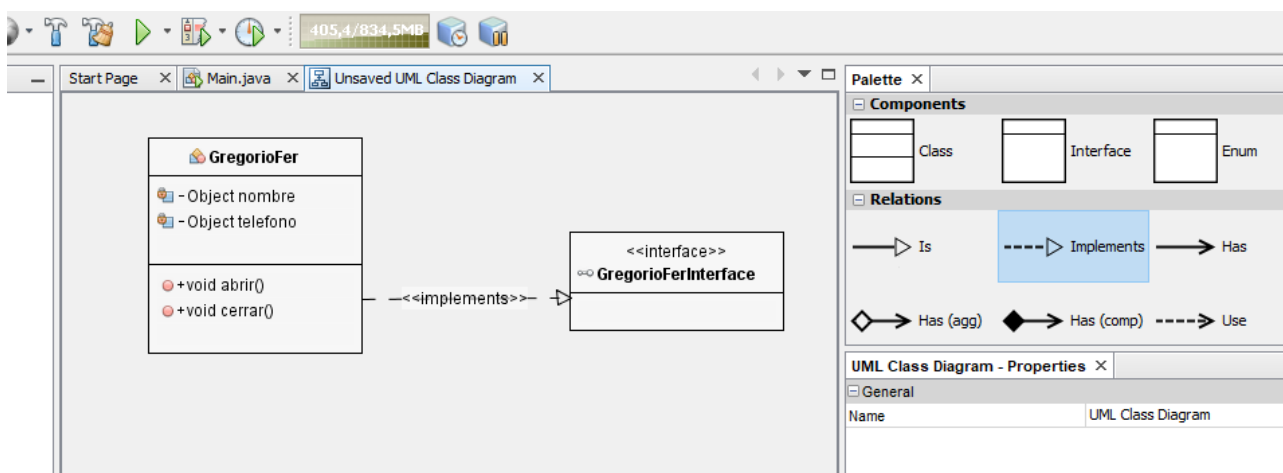 405,4/834,5MB
Start Page
Main.java
Unsaved UML Class Diagram
Palette
Components
Class
Interface
Enum
Relations
Is
Implements
Has
Has (agg)
Has (comp)
Use
UML Class Diagram - Properties
General
Name
UML Class Diagram
GregorioFer
- Object nombre
- Object telefono
+void abrir()
+void cerrar()
<<implements>>
<<interface>>
GregorioFerInterface